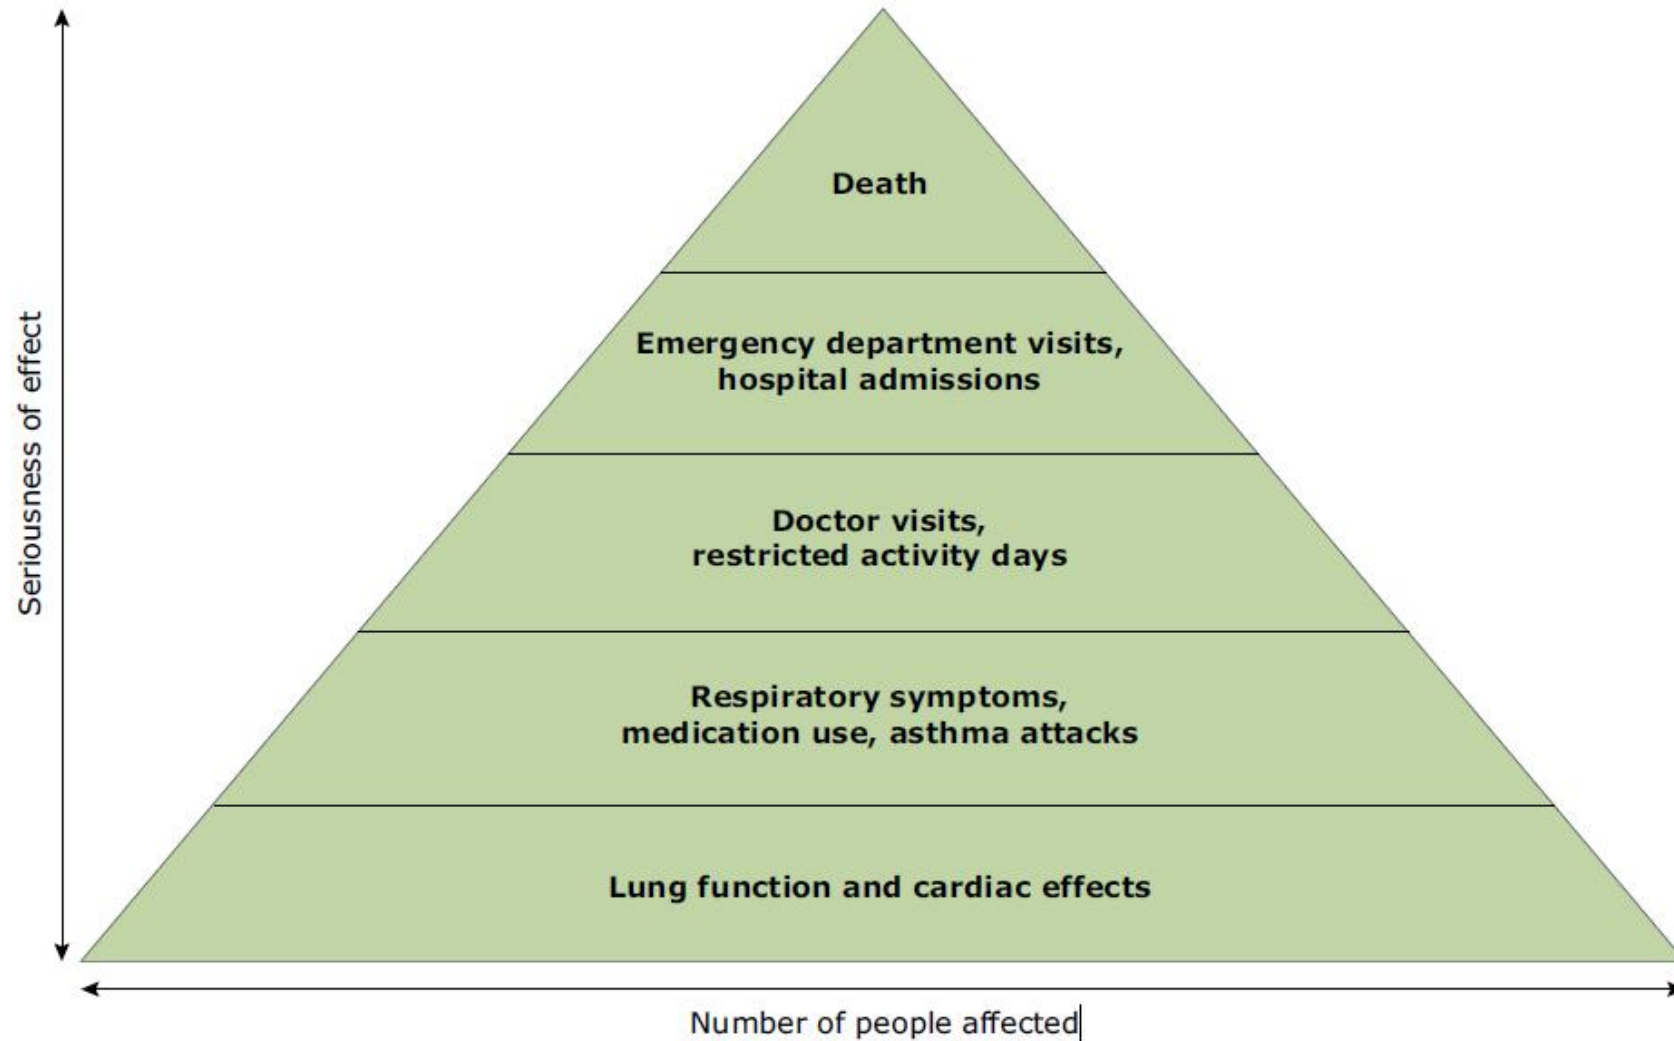 Death
Emergency department visits,
hospital admissions
Doctor visits,
restricted activity days
Respiratory symptoms,
medication use, asthma attacks
Lung function and cardiac effects
Seriousness of effect
Number of people affected